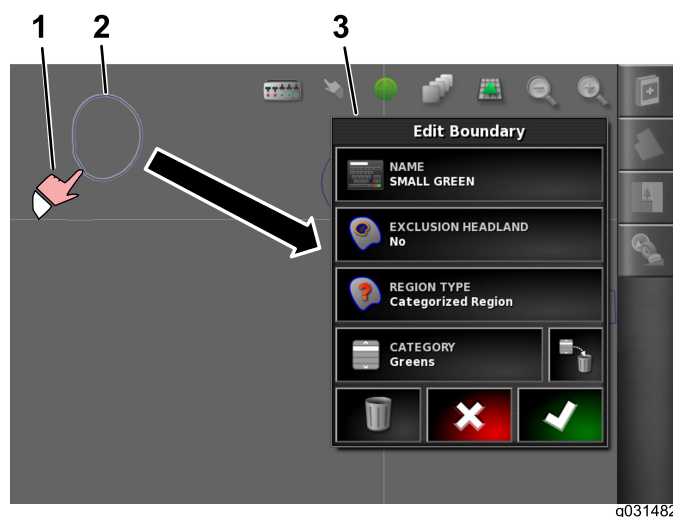 1
2
3
Edit Boundary
NAME
SMALL GREEN
EXCLUSION HEADLAND
No
REGION TYPE
Categorized Region
?
CATEGORY
Greens
g031482